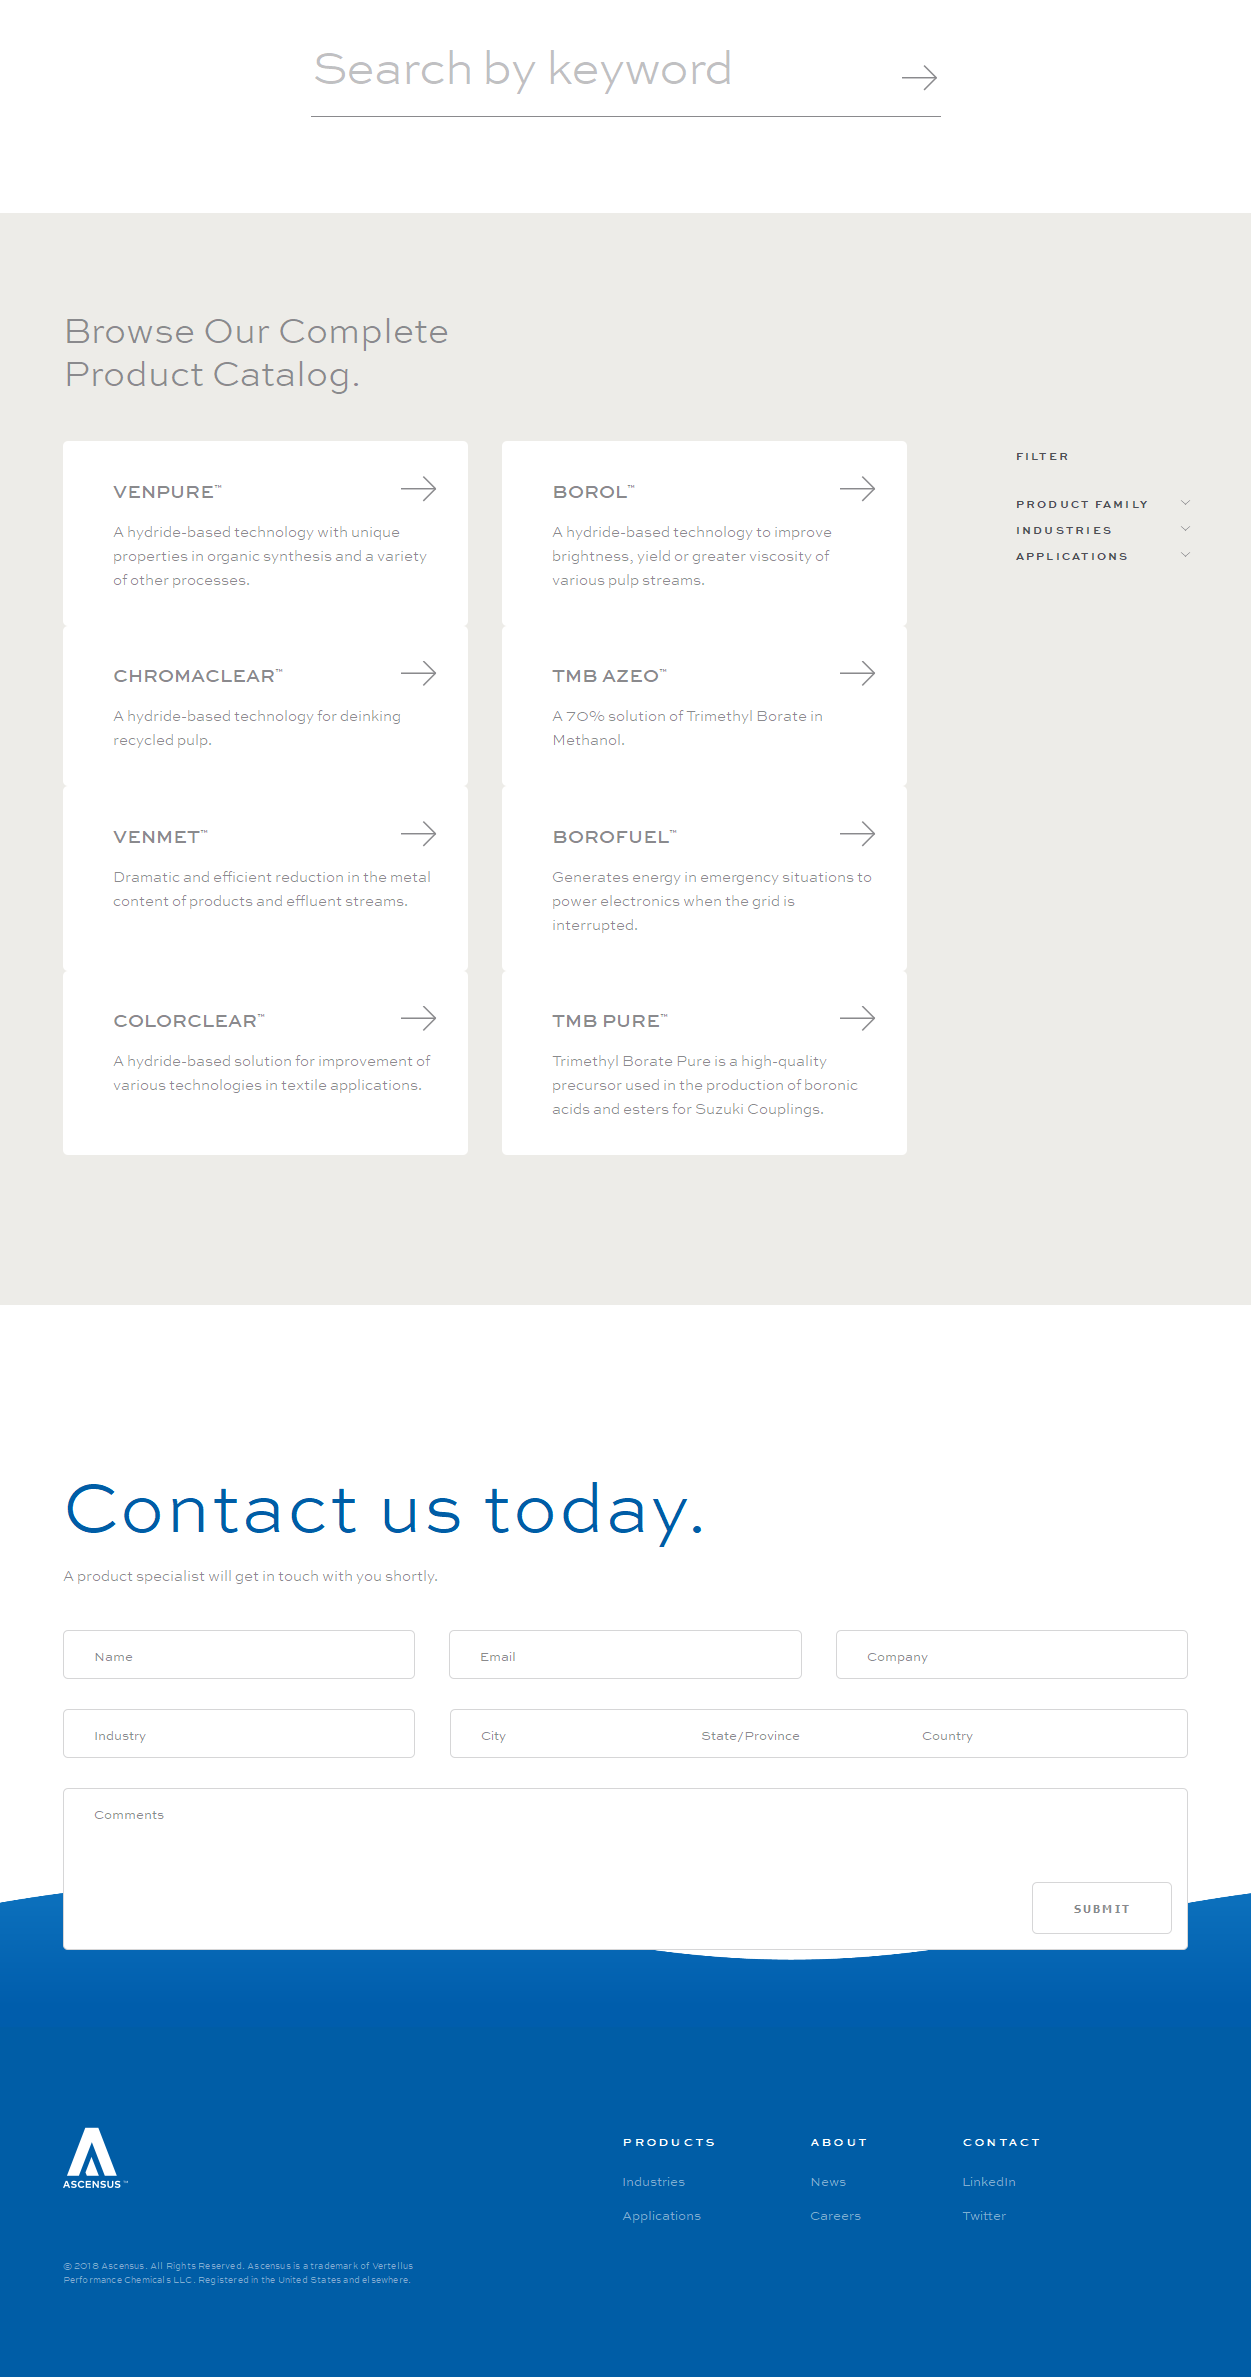 Search by keyword
Browse Our Complete
Product Catalog.
VENPURE™
A hydride-based technology with unique
properties in organic synthesis and a variety
of other processes.
BOROL™
A hydride-based technology to improve
brightness, yield or greater viscosity of
various pulp streams.
FILTER
PRODUCT FAMILY
INDUSTRIES
APPLICATIONS
CHROMACLEAR™
A hydride-based technology for deinking
recycled pulp.
TMB AZEO™
A 70% solution of Trimethyl Borate in
Methanol.
VENMET™
Dramatic and efficient reduction in the metal
content of products and effluent streams.
BOROFUEL™
Generates energy in emergency situations to
power electronics when the grid is
interrupted.
COLORCLEAR™
A hydride-based solution for improvement of
various technologies in textile applications.
TMB PURE™
Trimethyl Borate Pure is a high-quality
precursor used in the production of boronic
acids and esters for Suzuki Couplings.
Contact us today.
A product specialist will get in touch with you shortly.
Name
Email
Company
Industry
City
State/Province
Country
Comments
SUBMIT
ASCENSUS™
PRODUCTS
Industries
Applications
ABOUT
News
Careers
CONTACT
LinkedIn
Twitter
© 2018 Ascensus. All Rights Reserved. Ascensus is a trademark of Vertellus
Performance Chemicals LLC. Registered in the United States and elsewhere.